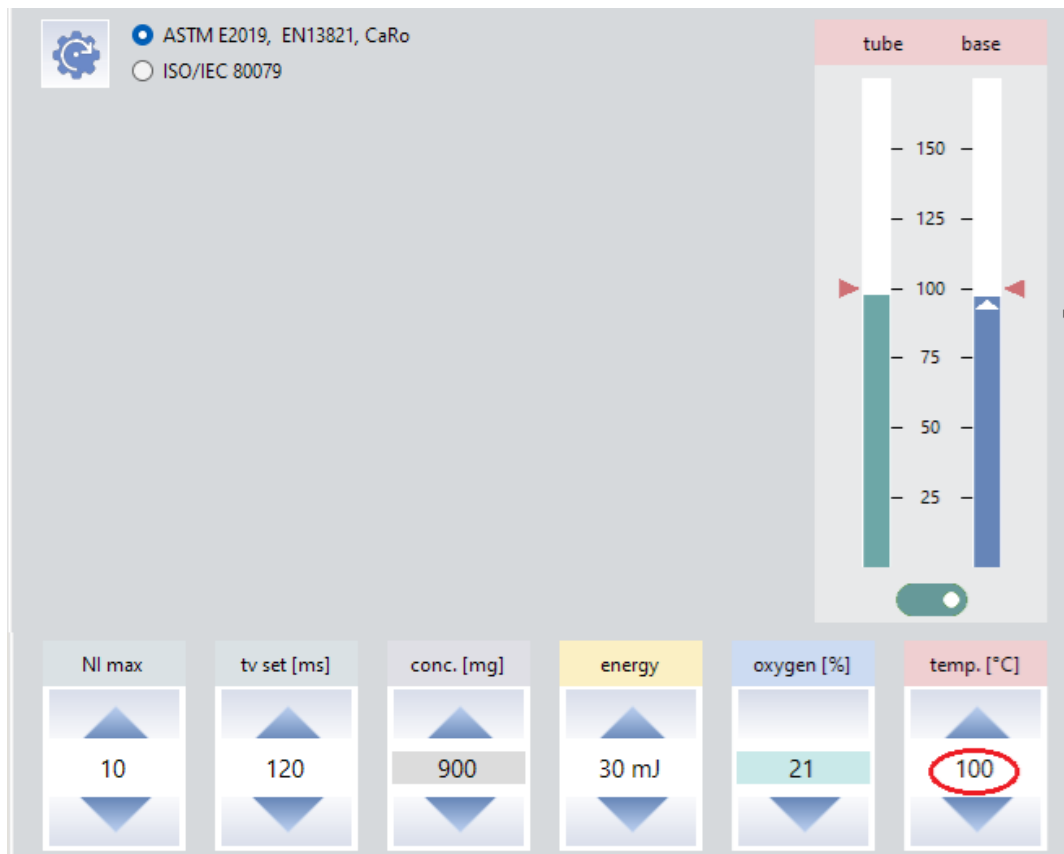 ASTM E2019, EN13821, CaRo
ISO/IEC 80079
tube base
150
125
100
75
50
25
NI max tv set [ms] conc. [mg] energy oxygen [%] temp. [°C]
10 120 900 30 mJ 21 100